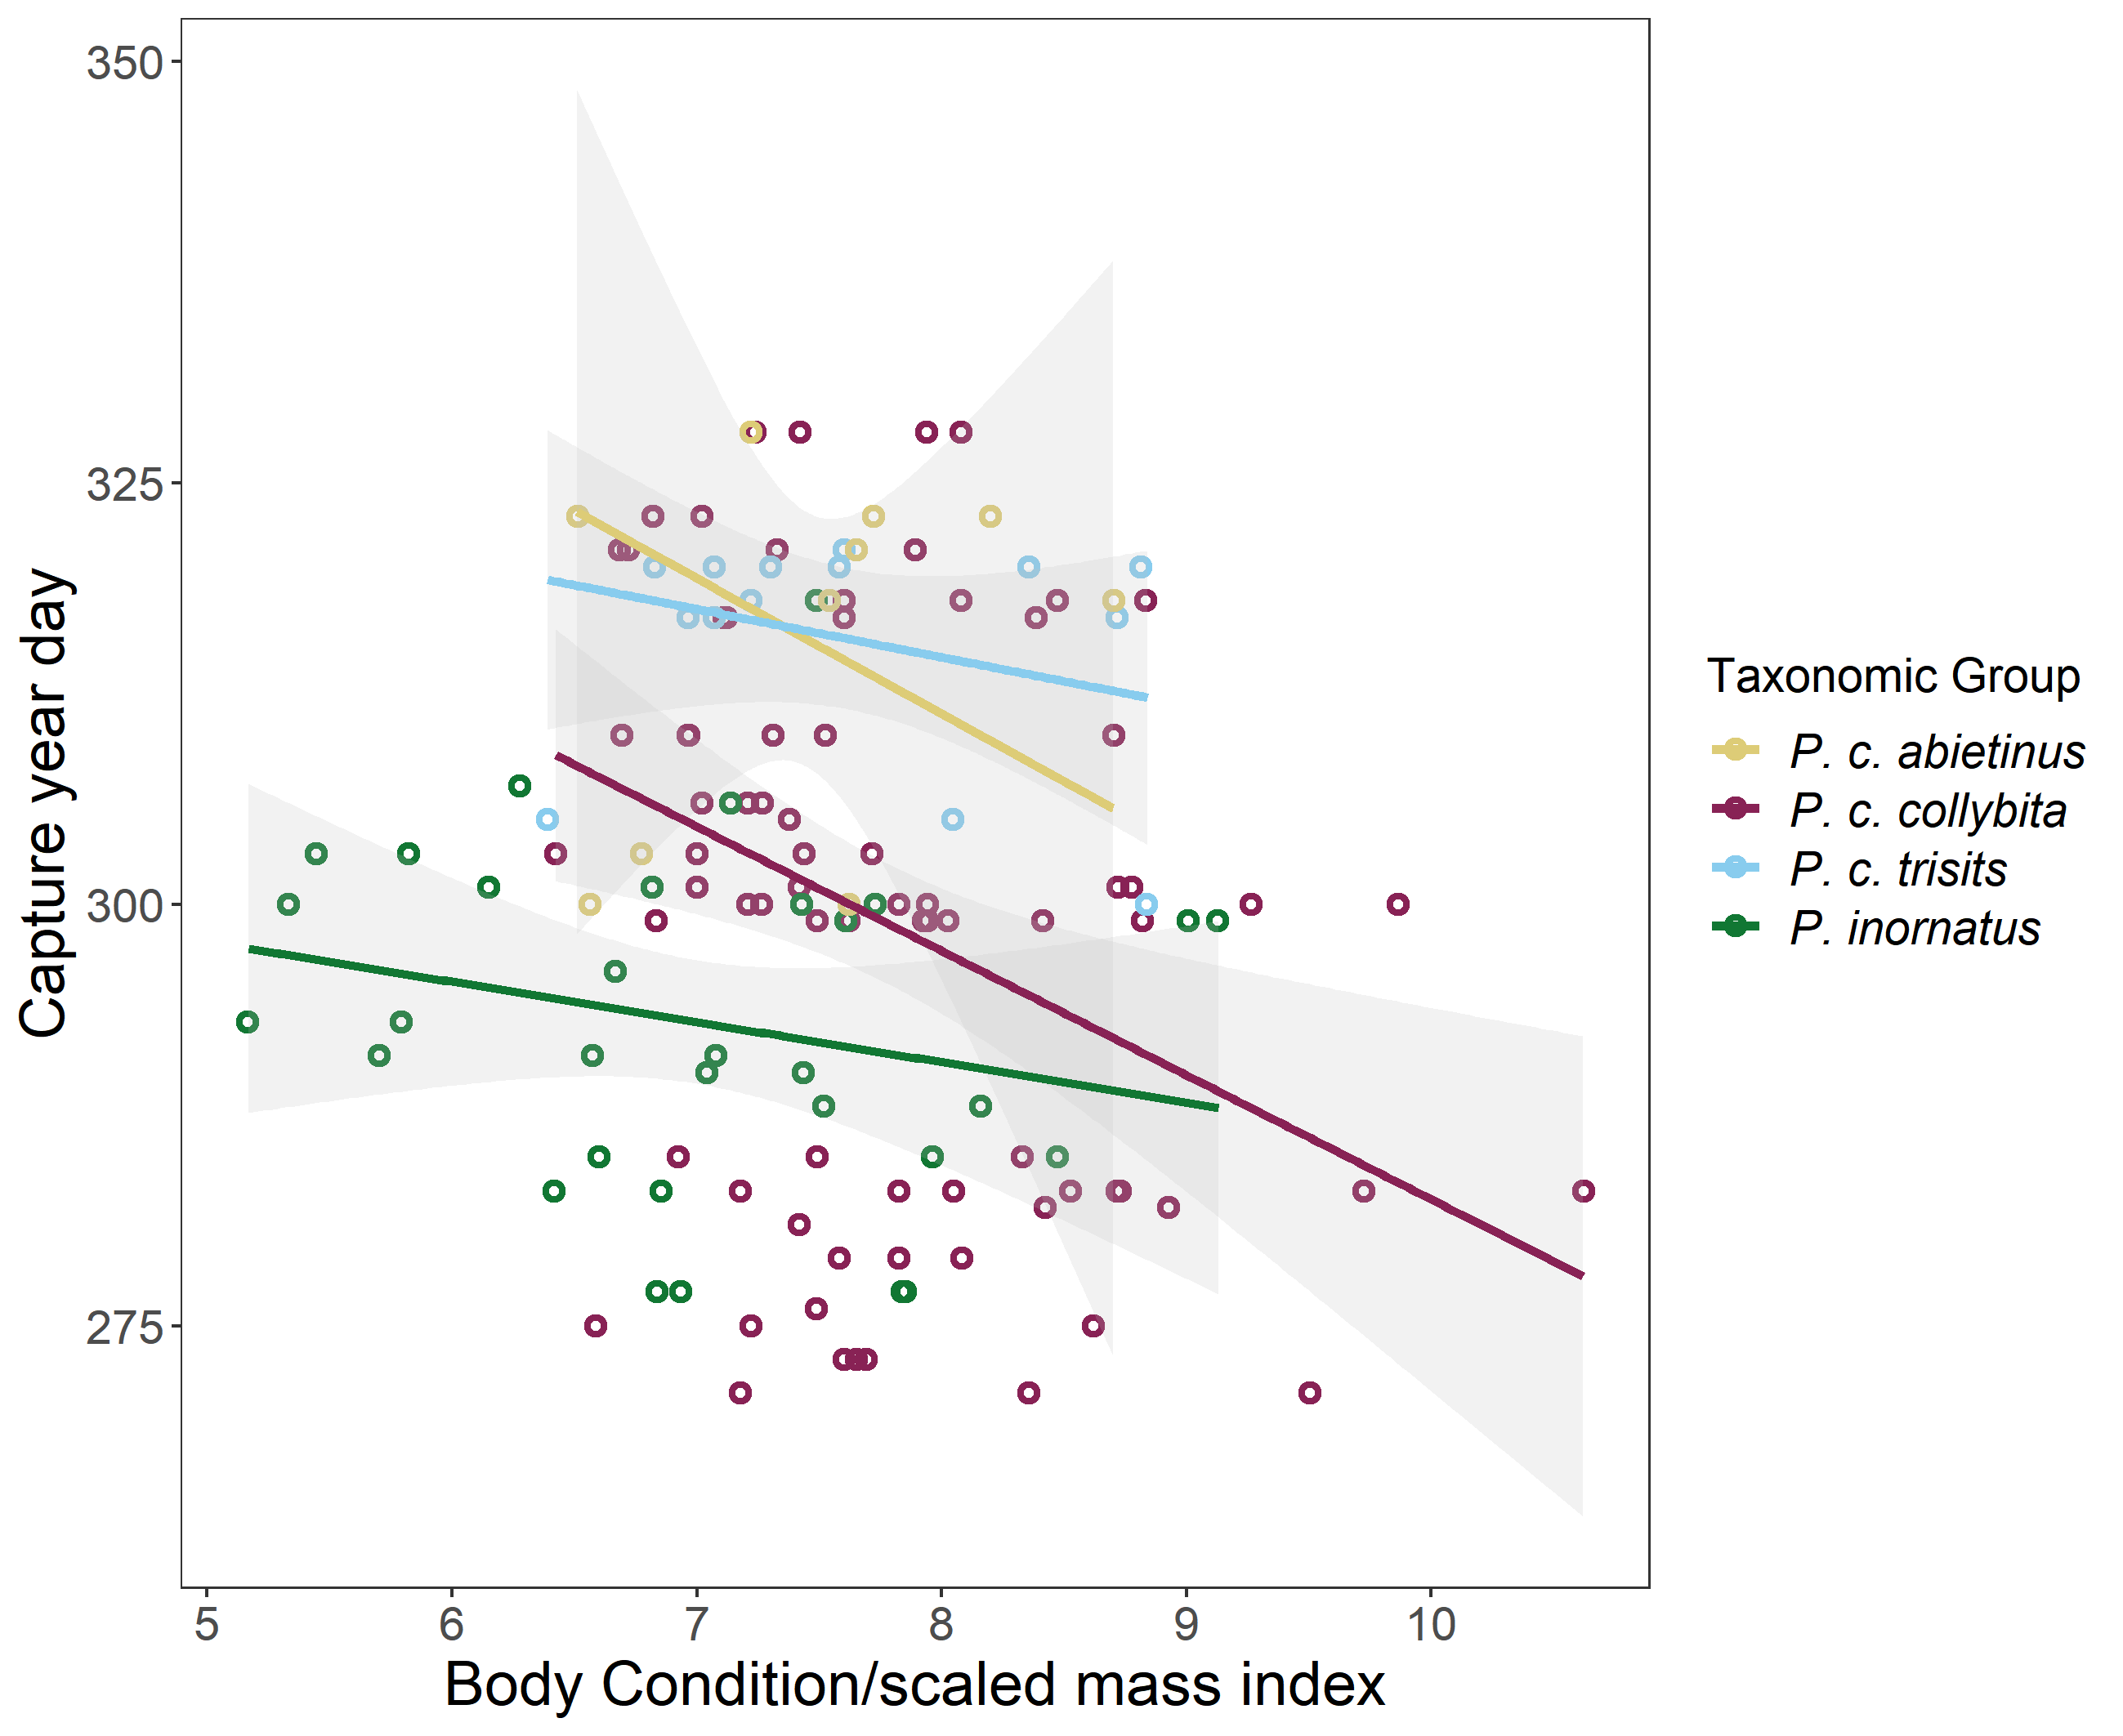 350
325
300
275
Capture year day
5 6 7 8 9 10
Body Condition/scaled mass index
Taxonomic Group
P. c. abietinus
P. c. collybita
P. c. trisits
P. inornatus